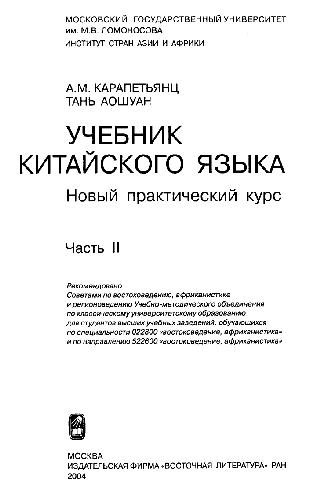 МОСКОВСКИЙ ГОСУДАРСТВЕННЫЙ УНИВЕРСИТЕТ
им. М.В. ЛОМОНОСОВА
ИНСТИТУТ СТРАН АЗИИ И АФРИКИ
А.М. КАРАПЕТЬЯНЦ
ТАНЬ АОШУАН
УЧЕБНИК
КИТАЙСКОГО ЯЗЫКА
Новый практический курс
Часть II
Рекомендовано
Советами по востоковедению, африканистике
и регионоведению Учебно-методического объединения
по классическому университетскому образованию
для студентов высших учебных заведений, обучающихся
по специальности 022800 «востоковедение, африканистика»
и по направлению 522600 «востоковедение, африканистика»
МОСКВА
ИЗДАТЕЛЬСКАЯ ФИРМА «ВОСТОЧНАЯ ЛИТЕРАТУРА» РАН
2004